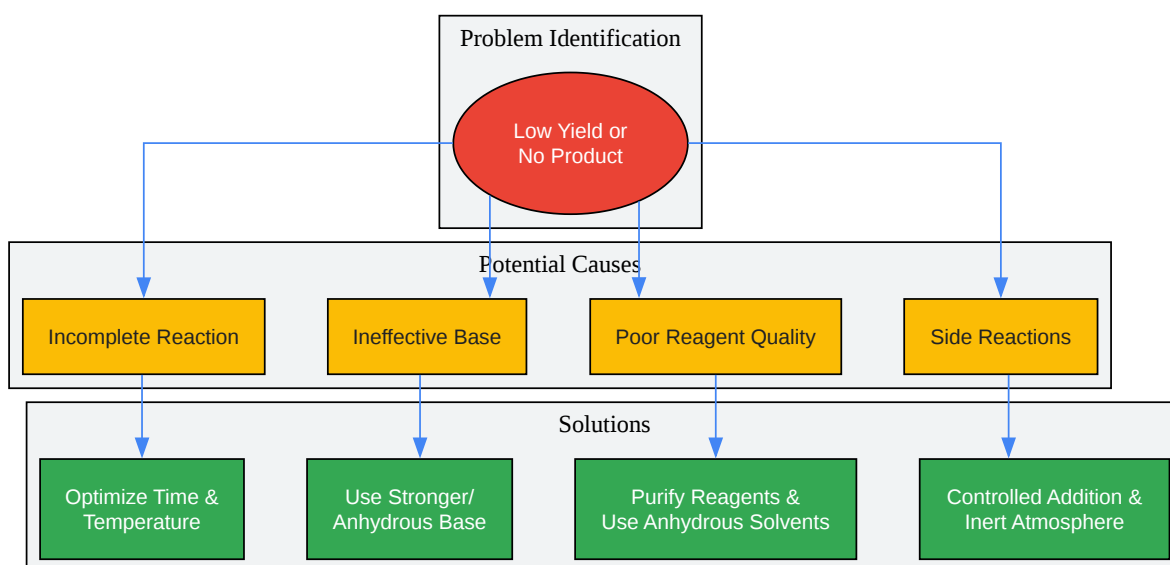 Problem Identification
Low Yield or
No Product
Potential Causes
Incomplete Reaction
Ineffective Base
Poor Reagent Quality
Side Reactions
Solutions
Optimize Time &
Temperature
Use Stronger/
Anhydrous Base
Purify Reagents &
Use Anhydrous Solvents
Controlled Addition &
Inert Atmosphere